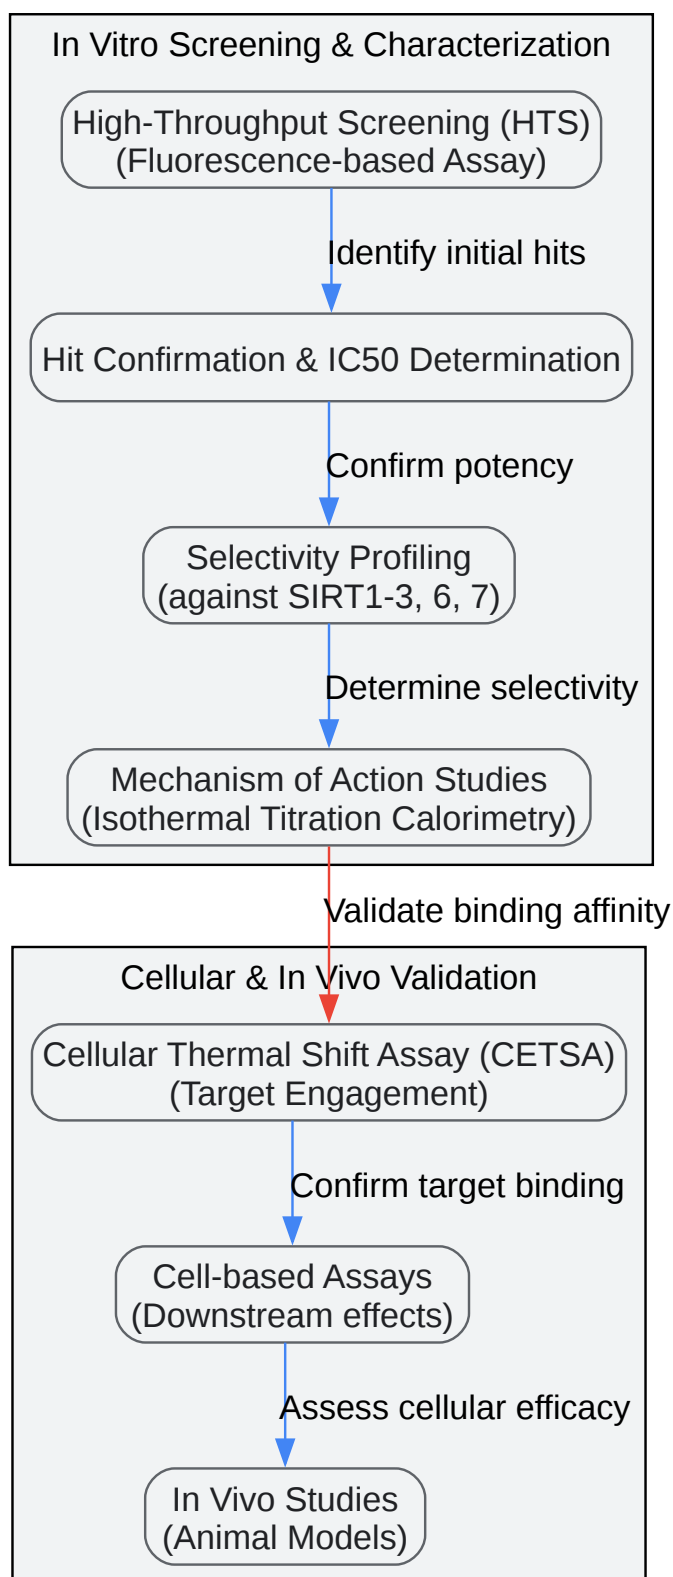 In Vitro Screening & Characterization
High-Throughput Screening (HTS)
(Fluorescence-based Assay)
Identify initial hits
Hit Confirmation & IC50 Determination
Confirm potency
Selectivity Profiling
(against SIRT1-3, 6, 7)
Determine selectivity
Mechanism of Action Studies
(Isothermal Titration Calorimetry)
Validate binding affinity
Cellular & In Vivo Validation
Cellular Thermal Shift Assay (CETSA)
(Target Engagement)
Confirm target binding
Cell-based Assays
(Downstream effects)
Assess cellular efficacy
In Vivo Studies
(Animal Models)